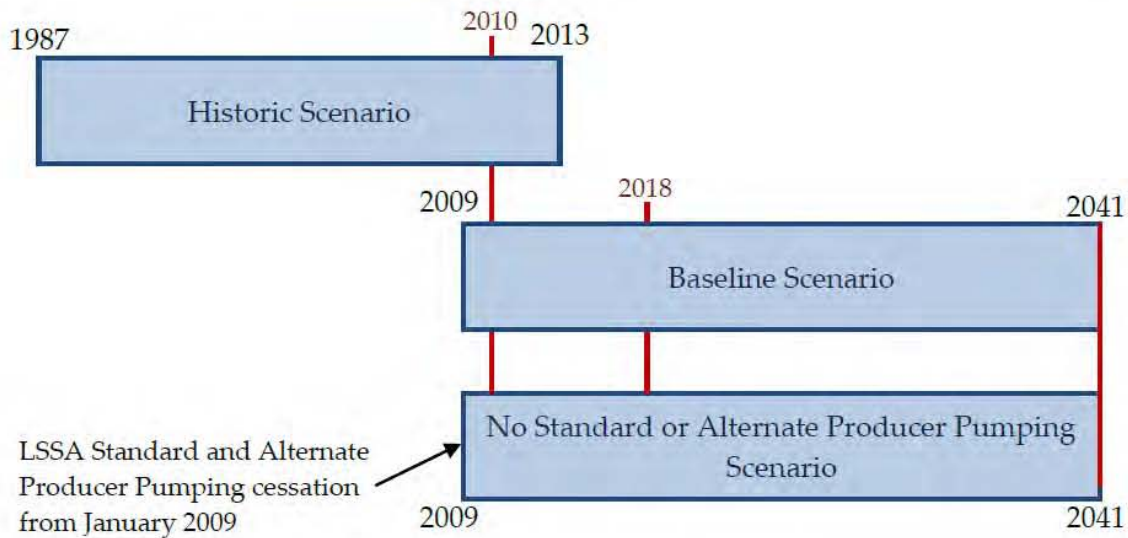 1987
2010
2013
Historic Scenario
2009
2018
2041
Baseline Scenario
No Standard or Alternate Producer Pumping
Scenario
LSSA Standard and Alternate
Producer Pumping cessation
from January 2009
2009
2041